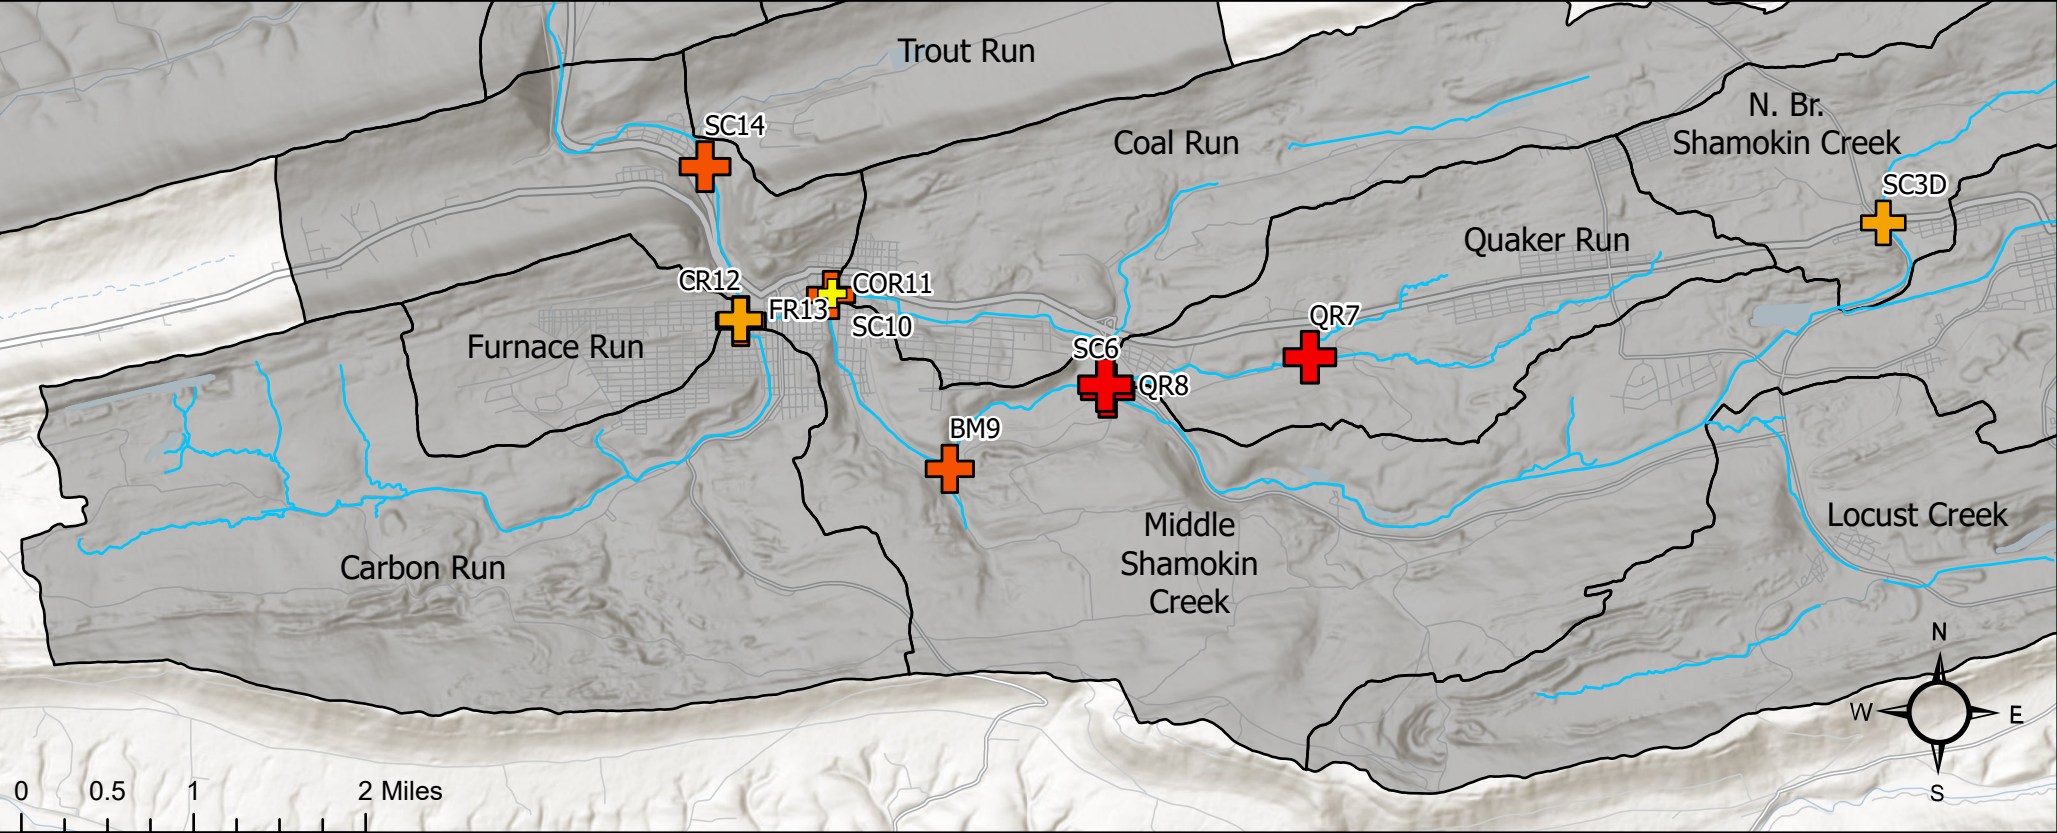 Trout Run
N. Br.
Shamokin Creek
SC14
Coal Run
SC3D
Quaker Run
CR12
COR11
FR13
QR7
SC10
Furnace Run
SC6
QR8
BM9
Locust Creek
Middle
Shamokin
Creek
Carbon Run
N
W
E
S
0 0.5 1 2 Miles